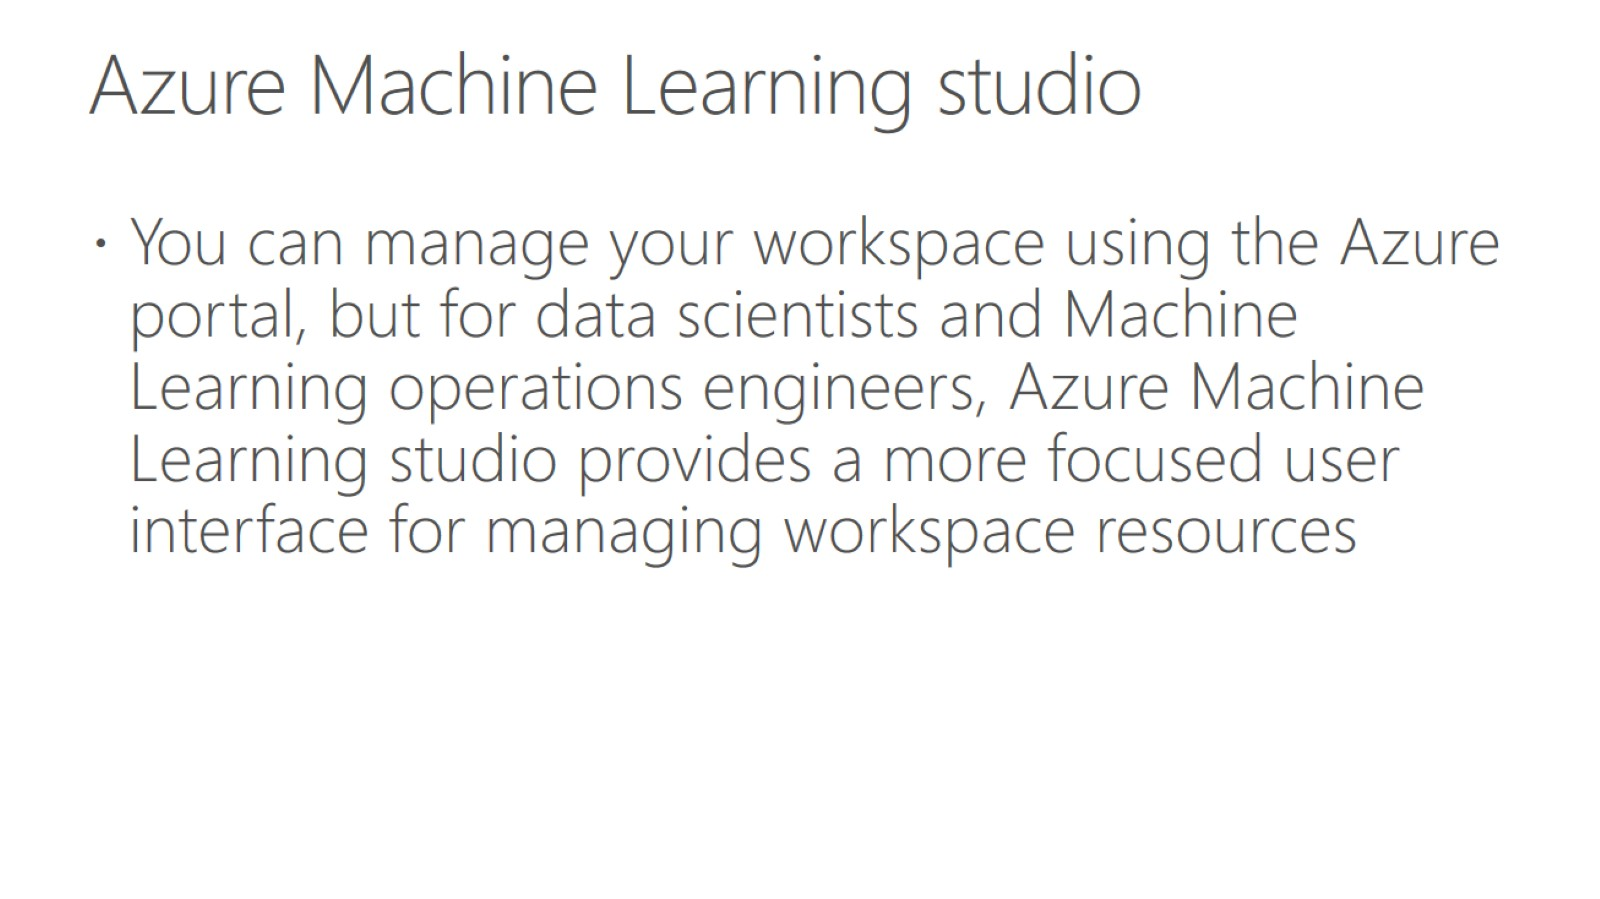 Azure Machine Learning studio
• You can manage your workspace using the Azure
portal, but for data scientists and Machine
Learning operations engineers, Azure Machine
Learning studio provides a more focused user
interface for managing workspace resources